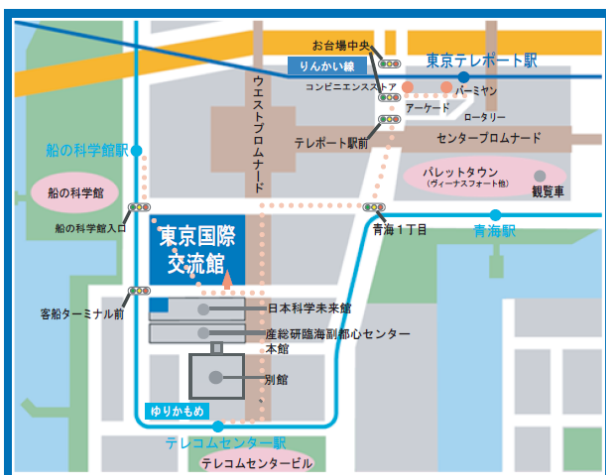 お台場中央
りんかい線
東京テレポート駅
コンビニエンスストア
バーミヤン
アーケード
ロータリー
ウエストプロムナード
テレポート駅前
センタープロムナード
船の科学館駅
パレットタウン
(ヴィーナスフォート他)
観覧車
船の科学館
船の科学館入口
東京国際
交流館
青海1丁目
青海駅
客船ターミナル前
日本科学未来館
産総研臨海副都心センター
本館
別館
ゆりかもめ
テレコムセンター駅
テレコムセンタービル